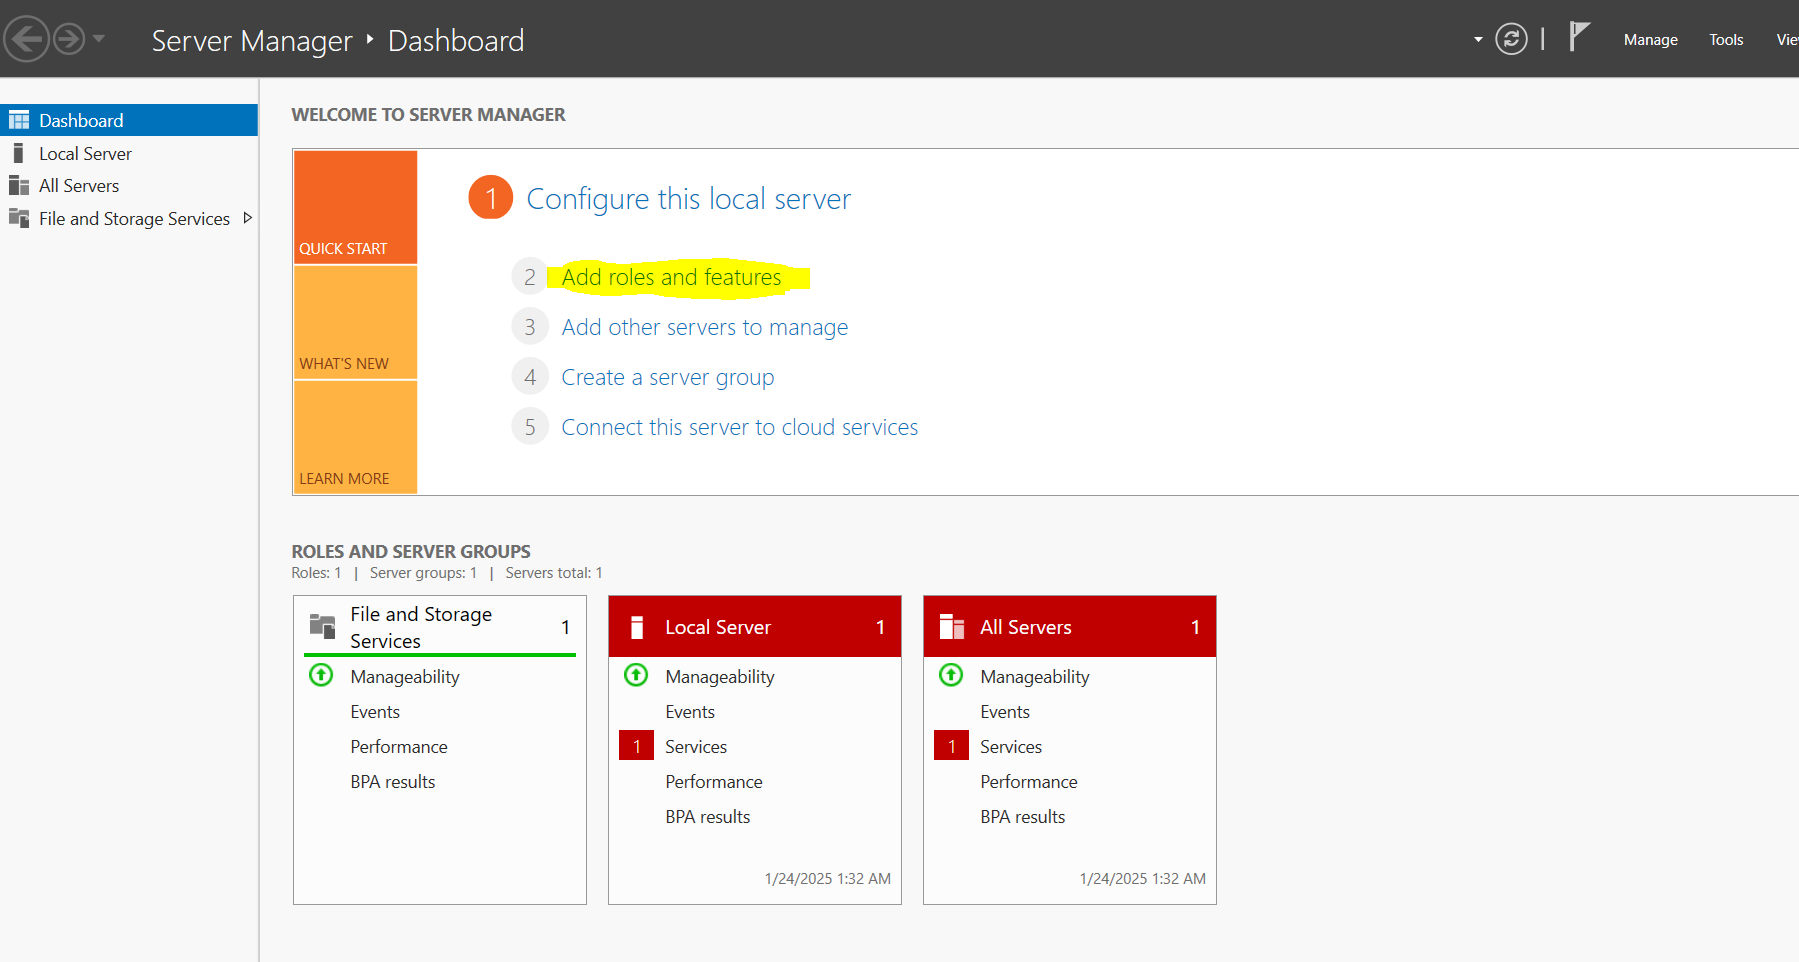 Server Manager ‣ Dashboard
Manage Tools Vie
Dashboard
Local Server
All Servers
File and Storage Services
WELCOME TO SERVER MANAGER
QUICK START
WHAT'S NEW
LEARN MORE
1 Configure this local server
2 Add roles and features
3 Add other servers to manage
4 Create a server group
5 Connect this server to cloud services
ROLES AND SERVER GROUPS
Roles: 1 | Server groups: 1 | Servers total: 1
File and Storage
Services 1
Manageability
Events
Performance
BPA results
Local Server 1
Manageability
Events
1 Services
Performance
BPA results
1/24/2025 1:32 AM
All Servers 1
Manageability
Events
1 Services
Performance
BPA results
1/24/2025 1:32 AM